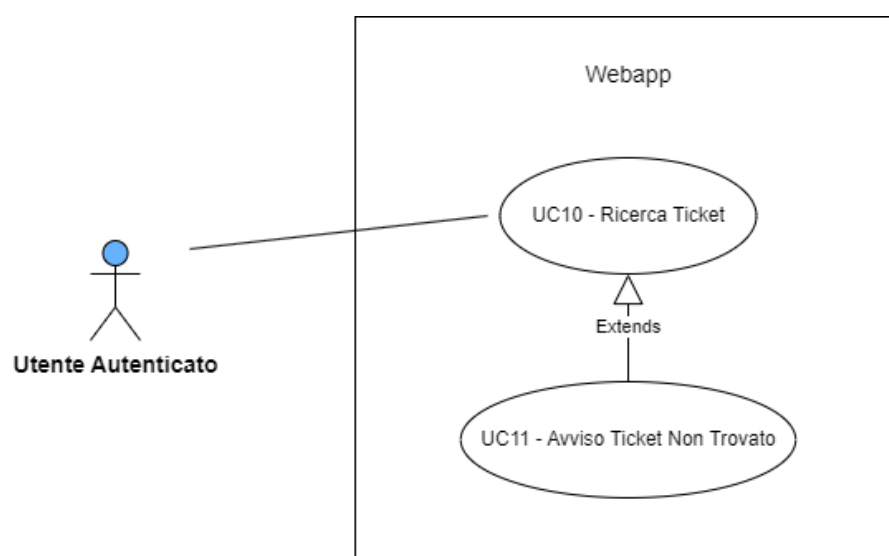 Webapp
UC10 - Ricerca Ticket
Extends
Utente Autenticato
UC11 - Avviso Ticket Non Trovato